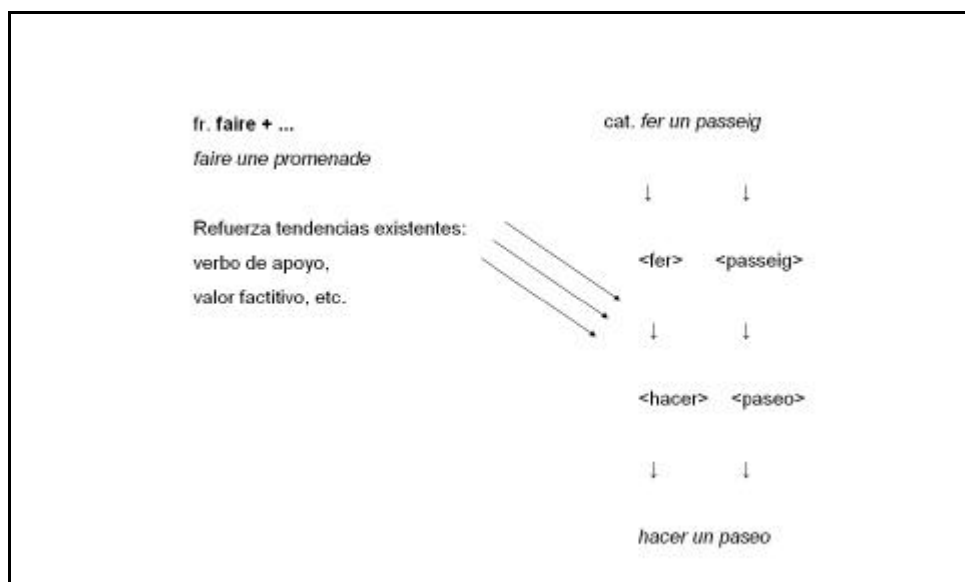 fr. faire + ...
faire une promenade
Refuerza tendencias existentes:
verbo de apoyo,
valor factitivo, etc.
cat. fer un passeig
↓ ↓
<fer> <passeig>
↓ ↓
<hacer> <paseo>
↓ ↓
hacer un paseo